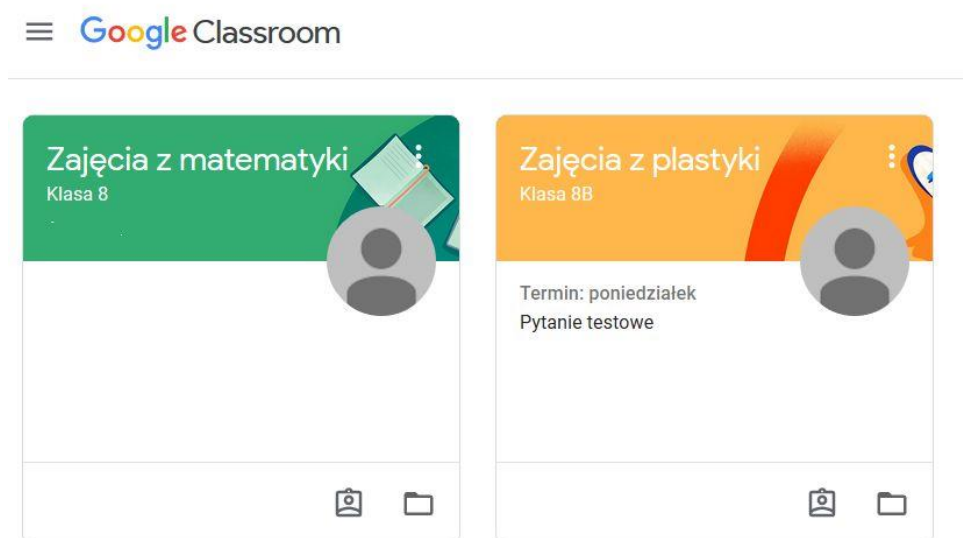 Google Classroom
Zajęcia z matematyki
Klasa 8
Zajęcia z plastyki
Klasa 8B
Termin: poniedziałek
Pytanie testowe